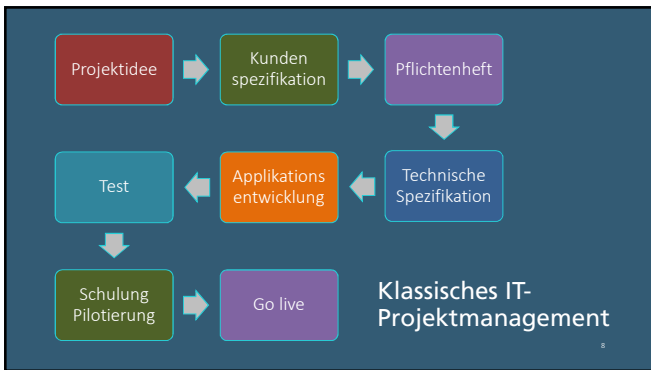 Projektidee
Kunden
spezifikation
Pflichtenheft
Technische
Spezifikation
Applikations
entwicklung
Test
Schulung
Pilotierung
Go live
Klassisches IT-
Projektmanagement
8